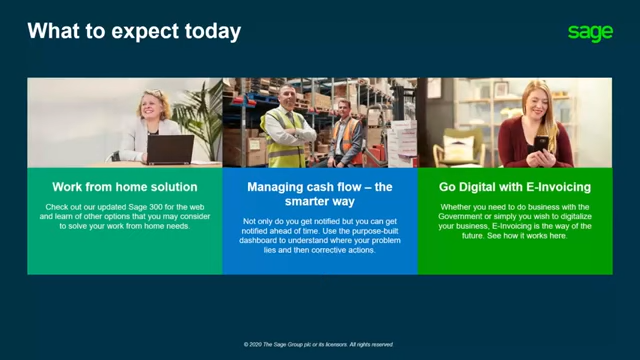 What to expect today
sage
Work from home solution
Check out our updated Sage 300 for the web
and learn of other options that you may consider
to solve your work from home needs.
Managing cash flow – the
smarter way
Not only do you get notified but you can get
notified ahead of time. Use the purpose-built
dashboard to understand where your problem
lies and then corrective actions.
Go Digital with E-Invoicing
Whether you need to do business with the
Government or simply you wish to digitalize
your business, E-Invoicing is the way of the
future. See how it works here.
© 2020 The Sage Group plc or its licensors. All rights reserved.